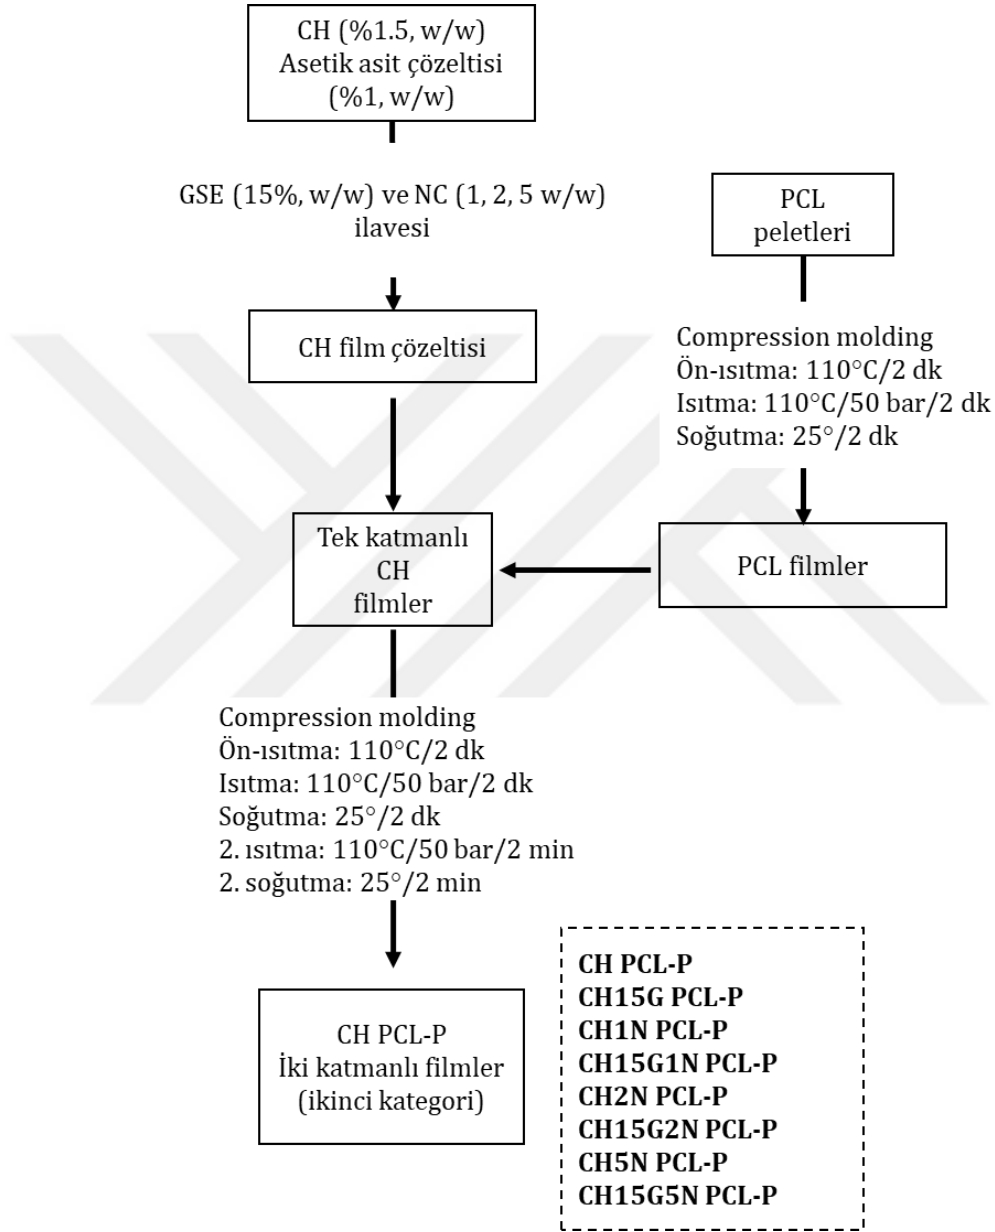 CH (%1.5, w/w)
Asetik asit çözeltisi
(%1, w/w)
GSE (15%, w/w) ve NC (1, 2, 5 w/w)
ilavesi
CH film çözeltisi
PCL
peletleri
Compression molding
Ön-ısıtma: 110°C/2 dk
Isıtma: 110°C/50 bar/2 dk
Soğutma: 25°/2 dk
Tek katmanlı
CH
filmler
PCL filmler
Compression molding
Ön-ısıtma: 110°C/2 dk
Isıtma: 110°C/50 bar/2 dk
Soğutma: 25°/2 dk
2. ısıtma: 110°C/50 bar/2 min
2. soğutma: 25°/2 min
CH PCL-P
İki katmanlı filmler
(ikinci kategori)
CH PCL-P
CH15G PCL-P
CH1N PCL-P
CH15G1N PCL-P
CH2N PCL-P
CH15G2N PCL-P
CH5N PCL-P
CH15G5N PCL-P